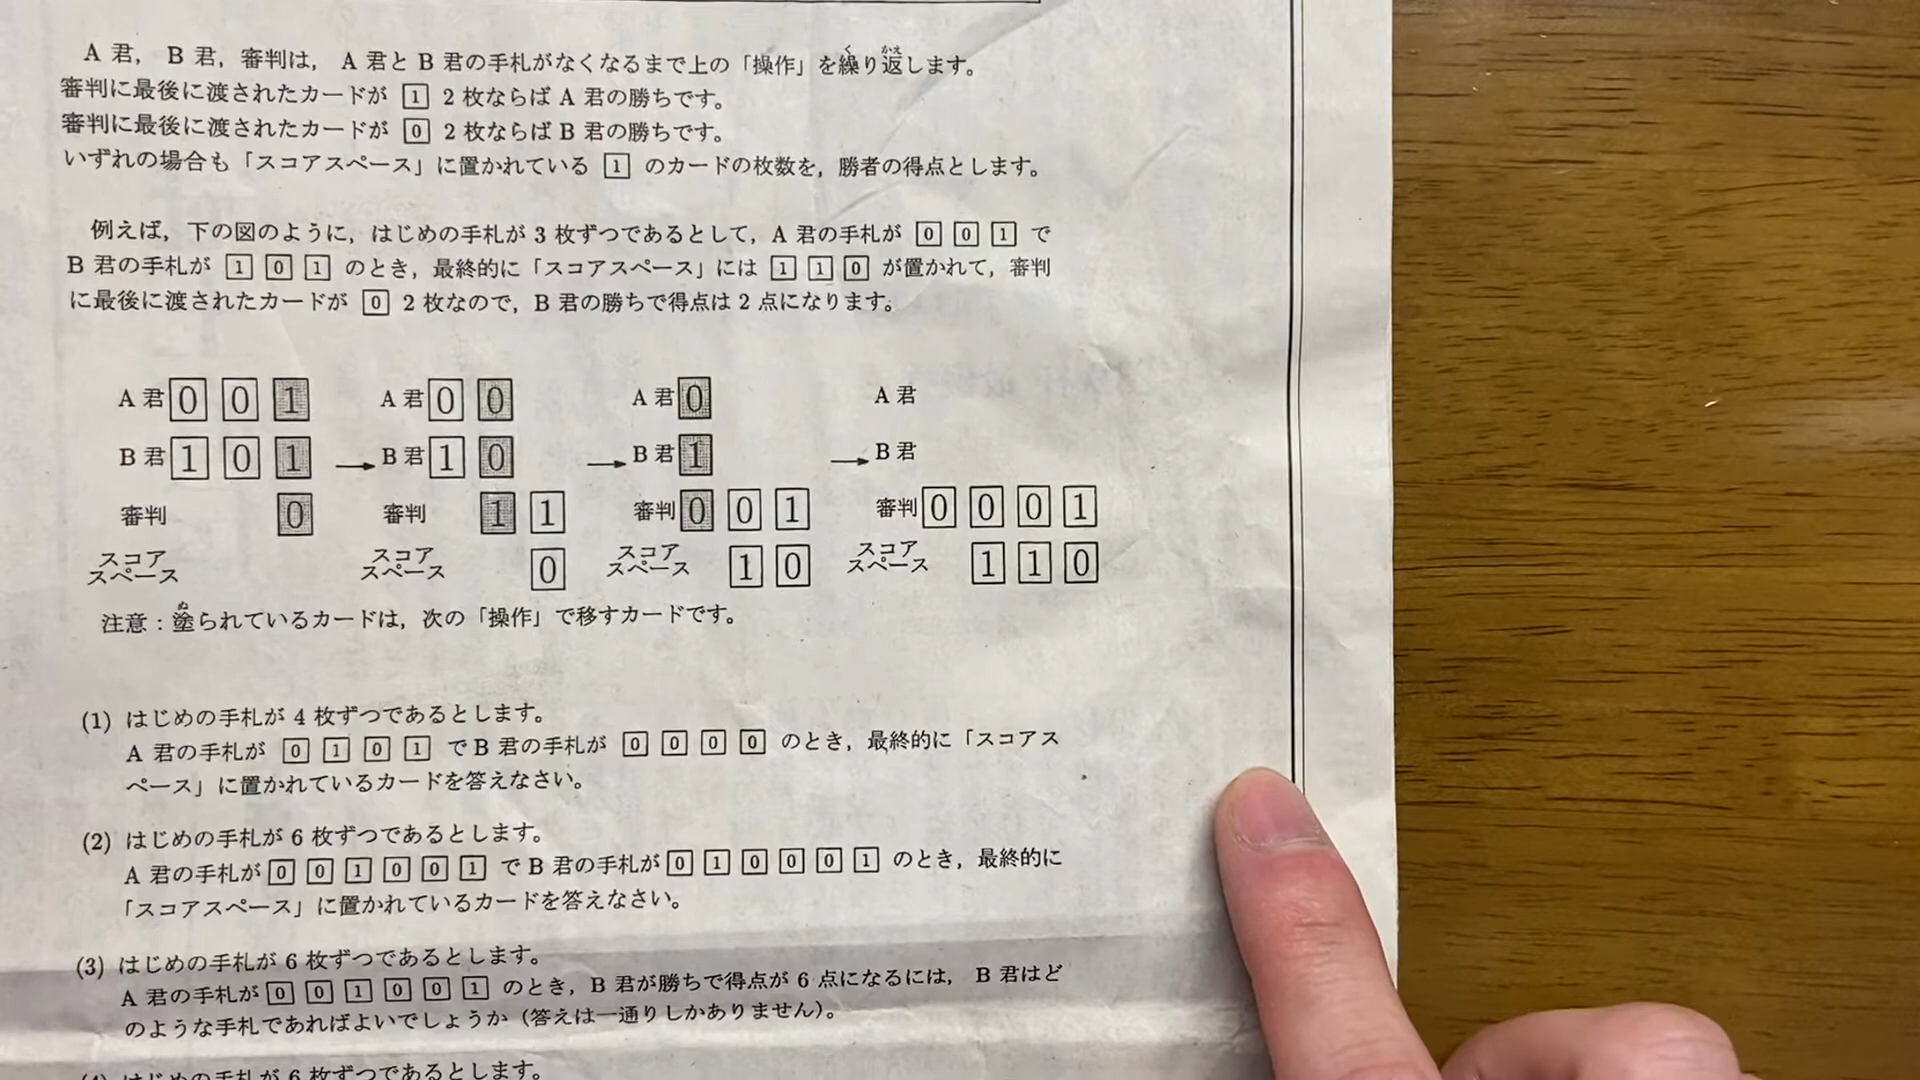 A 君，B 君，審判は，A 君と B 君の手札がなくなるまで上の「操作」を繰り返します。
審判に最後に渡されたカードが 1 2 枚ならば A 君の勝ちです。
審判に最後に渡されたカードが 0 2 枚ならば B 君の勝ちです。
いずれの場合も「スコアスペース」に置かれている 1 のカードの枚数を，勝者の得点とします。
例えば，下の図のように，はじめの手札が 3 枚ずつであるとして，A 君の手札が 0 0 1 で
B 君の手札が 1 0 1 のとき，最終的に「スコアスペース」には 1 1 0 が置かれて，審判
に最後に渡されたカードが 0 2 枚なので，B 君の勝ちで得点は 2 点になります。
A 君 0 0 1 A 君 0 0 A 君 0 A 君
B 君 1 0 1 → B 君 1 0 → B 君 1 → B 君
審判 0 審判 1 1 審判 0 0 1 審判 0 0 0 1
スコアスペース スコアスペース 0 スコアスペース 1 0 スコアスペース 1 1 0
注意：塗られているカードは，次の「操作」で移すカードです。
(1) はじめの手札が 4 枚ずつであるとします。
A 君の手札が 0 1 0 1 で B 君の手札が 0 0 0 0 のとき，最終的に「スコアス
ペース」に置かれているカードを答えなさい。
(2) はじめの手札が 6 枚ずつであるとします。
A 君の手札が 0 0 1 0 0 1 で B 君の手札が 0 1 0 0 0 1 のとき，最終的に
「スコアスペース」に置かれているカードを答えなさい。
(3) はじめの手札が 6 枚ずつであるとします。
A 君の手札が 0 0 1 0 0 1 のとき，B 君が勝ちで得点が 6 点になるには，B 君はど
のような手札であればよいでしょうか（答えは一通りしかありません）。
(4) はじめの手札が 6 枚ずつであるとします。